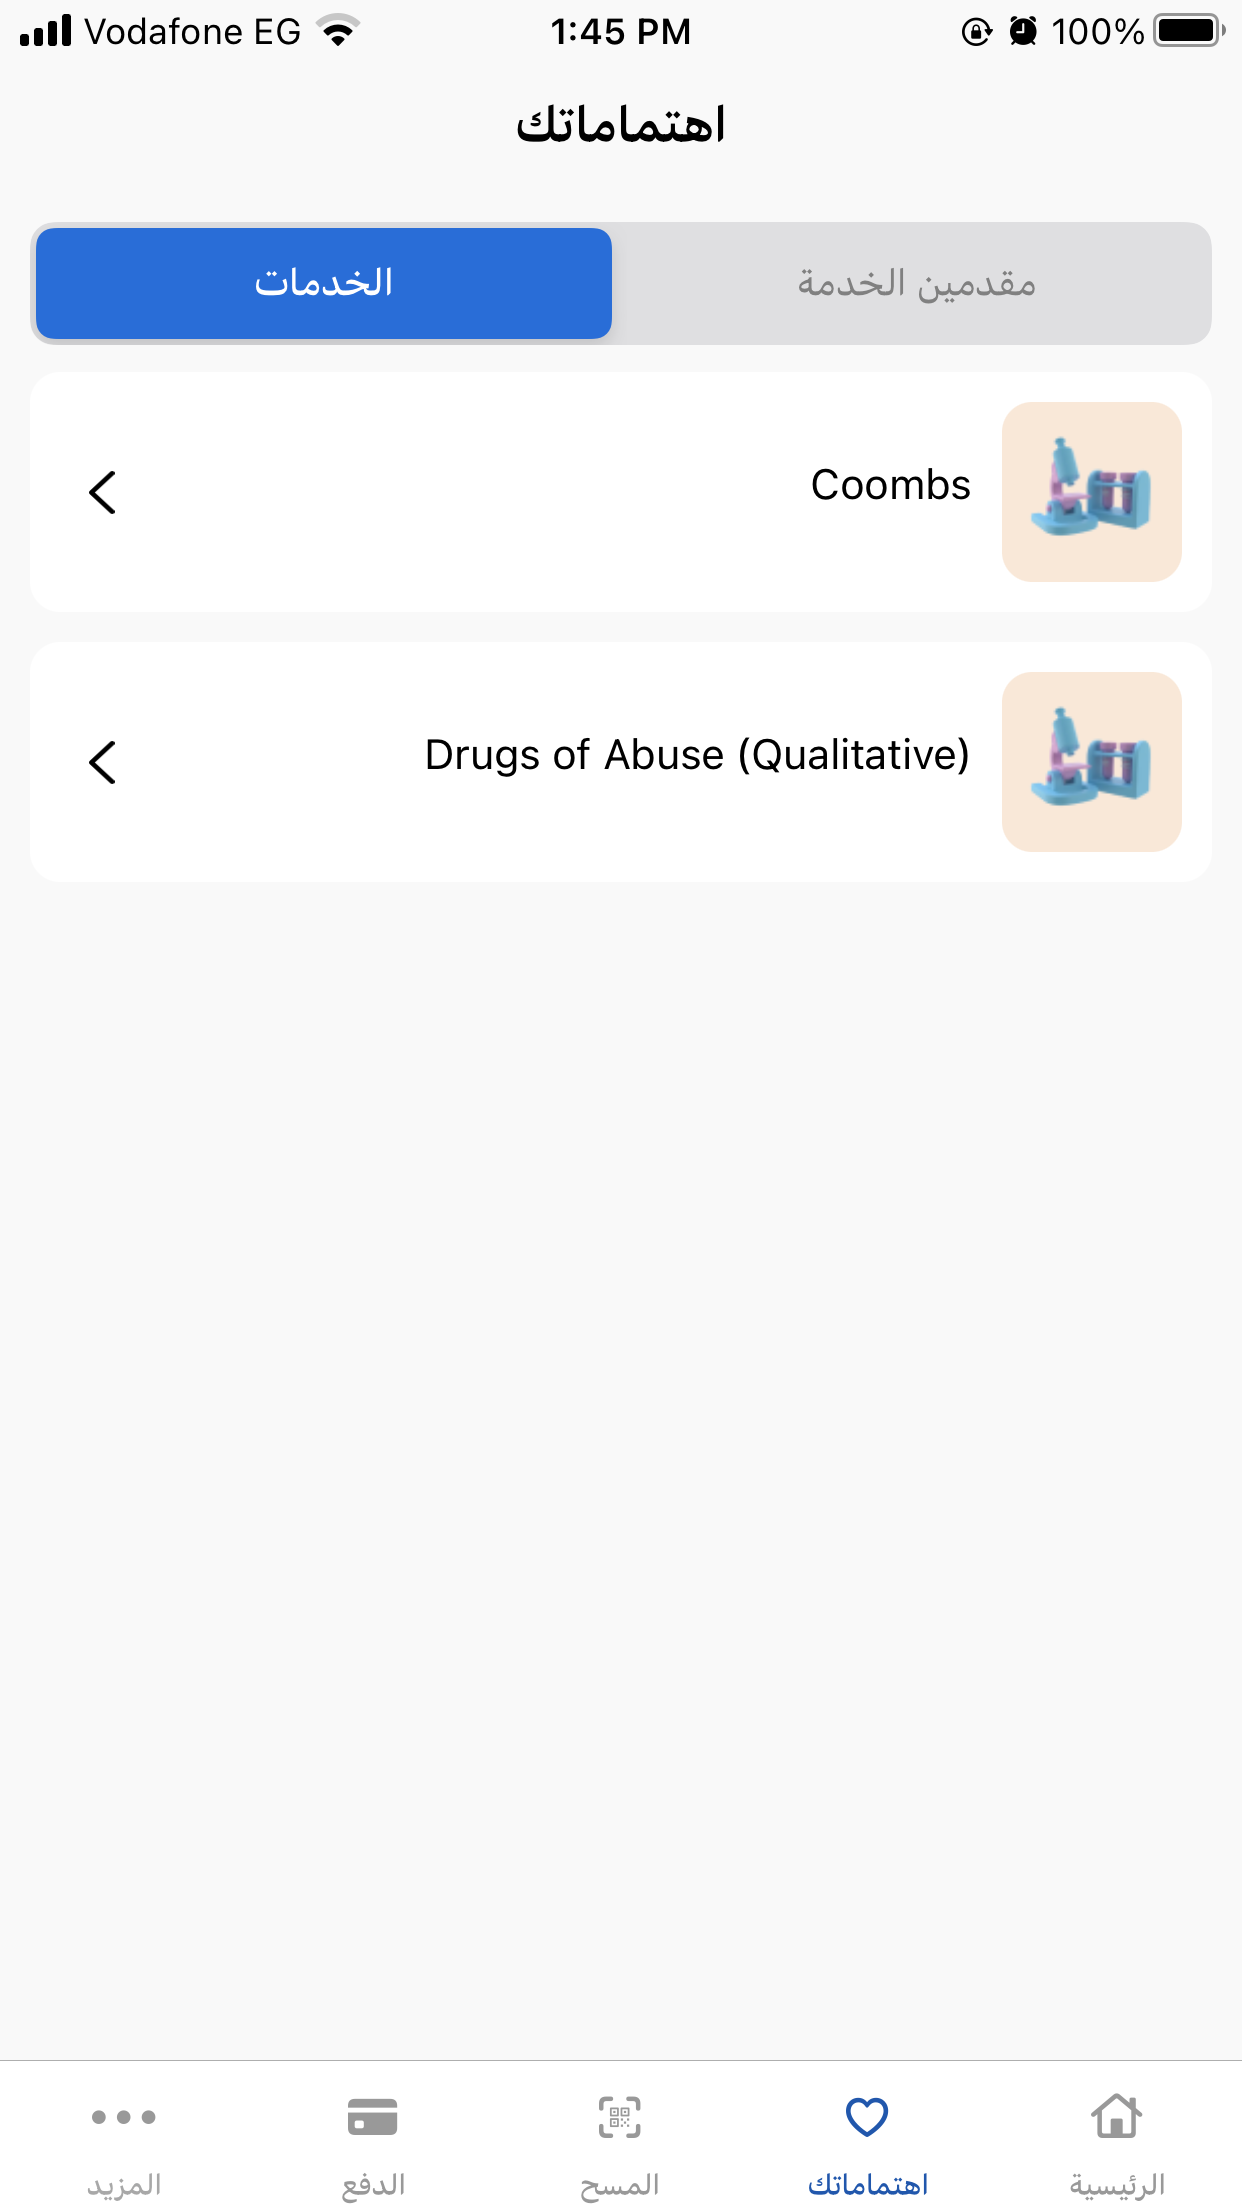 Vodafone EG 1:45 PM 100%
اهتماماتك
مقدمين الخدمة الخدمات
Coombs
Drugs of Abuse (Qualitative)
الرئيسية اهتماماتك المسح الدفع المزيد